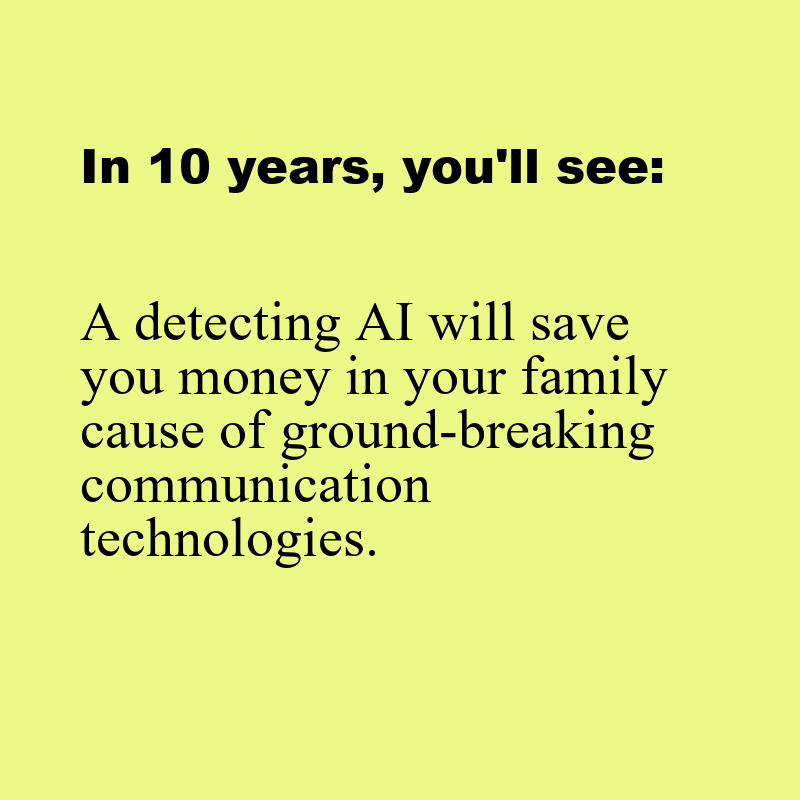 In 10 years, you'll see:
A detecting AI will save
you money in your family
cause of ground-breaking
communication
technologies.